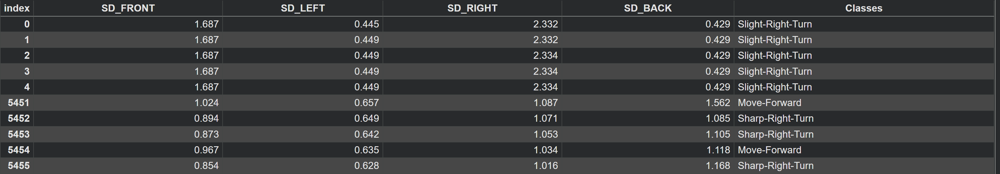 index SD_FRONT SD_LEFT SD_RIGHT SD_BACK Classes
0 1.687 0.445 2.332 0.429 Slight-Right-Turn
1 1.687 0.449 2.332 0.429 Slight-Right-Turn
2 1.687 0.449 2.334 0.429 Slight-Right-Turn
3 1.687 0.449 2.334 0.429 Slight-Right-Turn
4 1.687 0.449 2.334 0.429 Slight-Right-Turn
5451 1.024 0.657 1.087 1.562 Move-Forward
5452 0.894 0.649 1.071 1.085 Sharp-Right-Turn
5453 0.873 0.642 1.053 1.105 Sharp-Right-Turn
5454 0.967 0.635 1.034 1.118 Move-Forward
5455 0.854 0.628 1.016 1.168 Sharp-Right-Turn